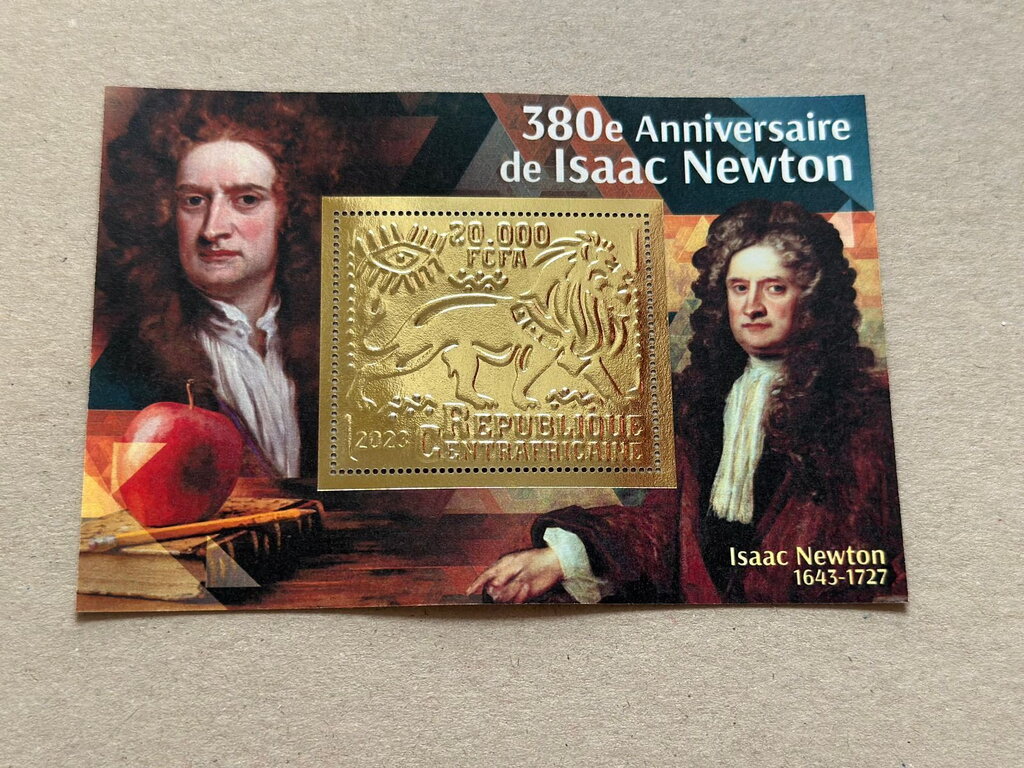 380e Anniversaire
de Isaac Newton
20.000
FCFA
2023
REPUBLIQUE
CENTRAFRICAINE
Isaac Newton
1643-1727